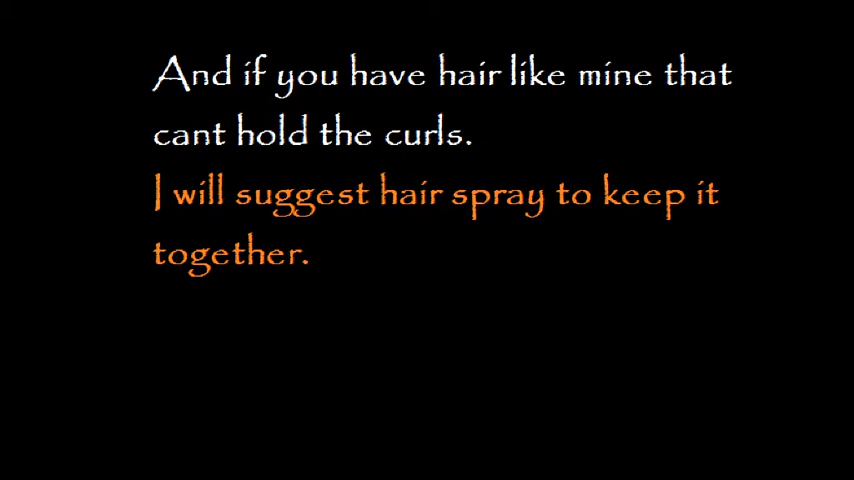 And if you have hair like mine that
cant hold the curls.
I will suggest hair spray to keep it
together.